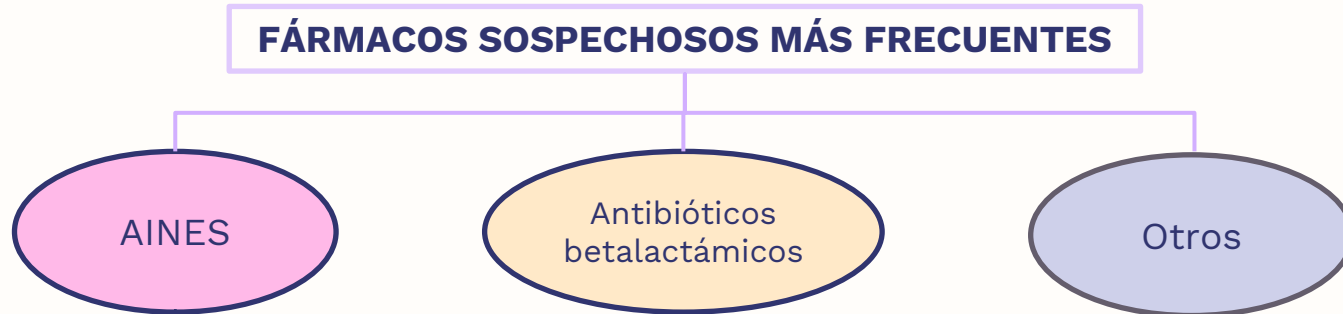 FÁRMACOS SOSPECHOSOS MÁS FRECUENTES
AINES
Antibióticos
betalactámicos
Otros